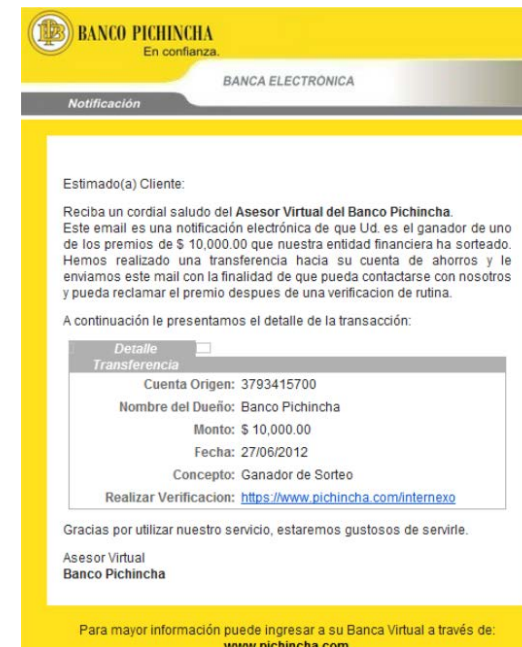 BANCO PICHINCHA
En confianza.
BANCA ELECTRONICA
Notificación
Estimado(a) Cliente:
Reciba un cordial saludo del Asesor Virtual del Banco Pichincha.
Este email es una notificación electrónica de que Ud. es el ganador de uno
de los premios de $ 10,000.00 que nuestra entidad financiera ha sorteado.
Hemos realizado una transferencia hacia su cuenta de ahorros y le
enviamos este mail con la finalidad de que pueda contactarse con nosotros
y pueda reclamar el premio despues de una verificacion de rutina.
A continuación le presentamos el detalle de la transacción:
Detalle
Transferencia
Cuenta Origen: 3793415700
Nombre del Dueño: Banco Pichincha
Monto: $ 10,000.00
Fecha: 27/06/2012
Concepto: Ganador de Sorteo
Realizar Verificacion: https://www.pichincha.com/internexo
Gracias por utilizar nuestro servicio, estaremos gustosos de servirle.
Asesor Virtual
Banco Pichincha
Para mayor información puede ingresar a su Banca Virtual a través de:
www.pichincha.com